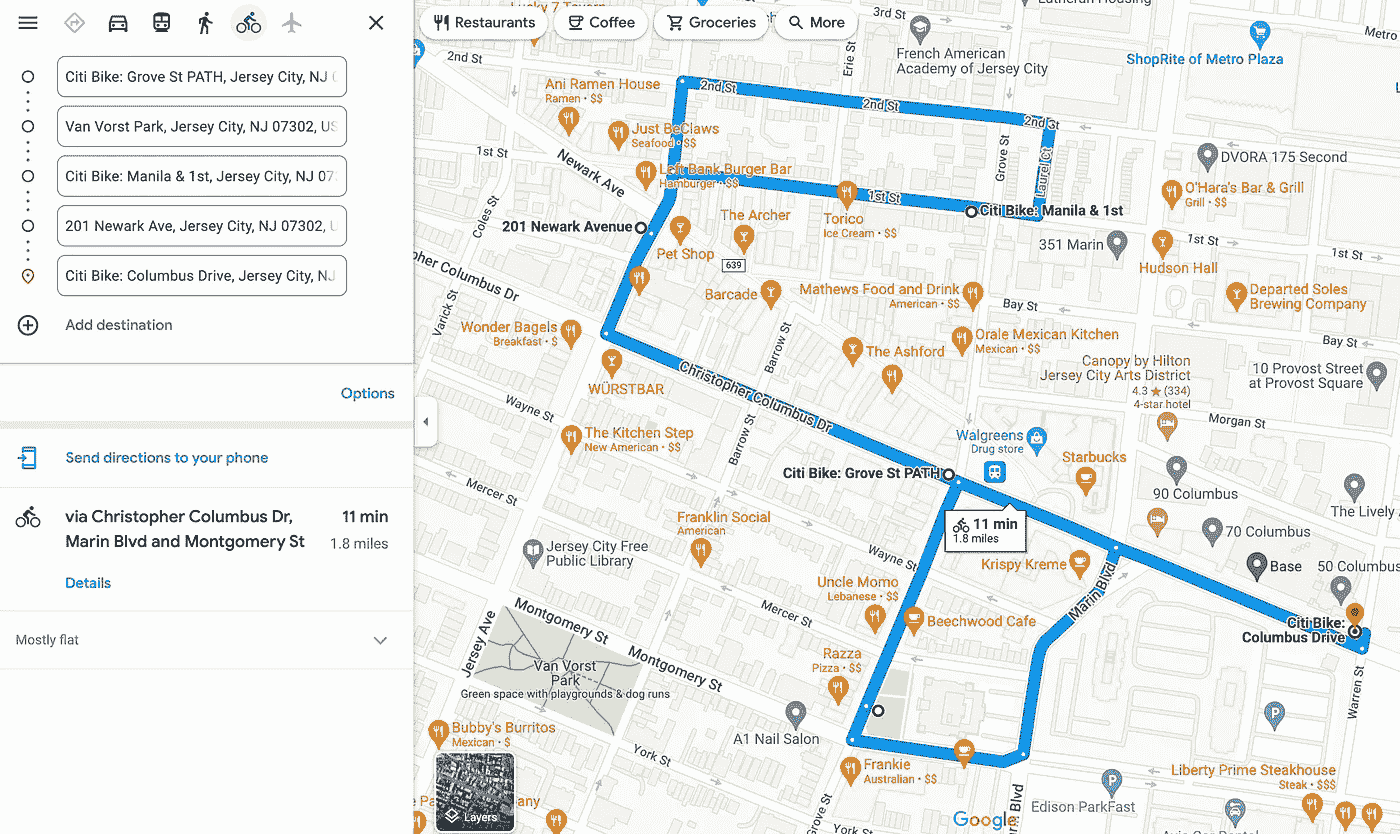 Citi Bike: Grove St PATH, Jersey City, NJ
Van Vorst Park, Jersey City, NJ 07302, US
Citi Bike: Manila & 1st, Jersey City, NJ 07
201 Newark Ave, Jersey City, NJ 07302,
Citi Bike: Columbus Drive, Jersey City, NJ
Add destination
Options
Send directions to your phone
via Christopher Columbus Dr,
Marin Blvd and Montgomery St
11 min
1.8 miles
Details
Mostly flat
Restaurants
Coffee
Groceries
More
Lucky 7 Tavern
3rd St
Lutheran Housing
Metro
2nd St
Erie St
French American
Academy of Jersey City
ShopRite of Metro Plaza
Ani Ramen House
Ramen · $$
2nd St
2nd St
2nd St
Just BeClaws
Seafood · $$
1st St
Newark Ave
Left Bank Burger Bar
Hamburger · $$
Grove St
Laurel Ct
DVORA 175 Second
O'Hara's Bar & Grill
Grill · $$
Coles St
201 Newark Avenue
The Archer
Torico
Ice Cream · $$
1st St
Citi Bike: Manila & 1st
351 Marin
1st St
1st St
Pet Shop
639
Hudson Hall
pher Columbus Dr
Varick St
Barcade
Mathews Food and Drink
American · $$
Bay St
Departed Soles
Brewing Company
Wonder Bagels
Breakfast · $
Barrow St
The Ashford
Orale Mexican Kitchen
Mexican · $$
Bay St
WÜRSTBAR
Christopher Columbus Dr
Canopy by Hilton
Jersey City Arts District
4.3 ★ (334)
4-star hotel
10 Provost Street
at Provost Square
Wayne St
Morgan St
The Kitchen Step
New American · $$
Barrow St
Walgreens
Drug store
Starbucks
Citi Bike: Grove St PATH
90 Columbus
The Lively
Mercer St
Franklin Social
American
11 min
1.8 miles
70 Columbus
Jersey City Free
Public Library
Wayne St
Krispy Kreme
Base
50 Columbus
Uncle Momo
Lebanese · $$
Marin Blvd
Mercer St
Beechwood Cafe
Citi Bike:
Columbus Drive
Montgomery St
Jersey Ave
Van Vorst
Park
Green space with playgrounds & dog runs
Montgomery St
Razza
Pizza · $$
Warren St
Bubby's Burritos
Mexican · $
A1 Nail Salon
York St
Frankie
Australian · $$
Liberty Prime Steakhouse
Steak · $$$
Edison ParkFast
Layers
any
Grove St
York St
Google
Blvd